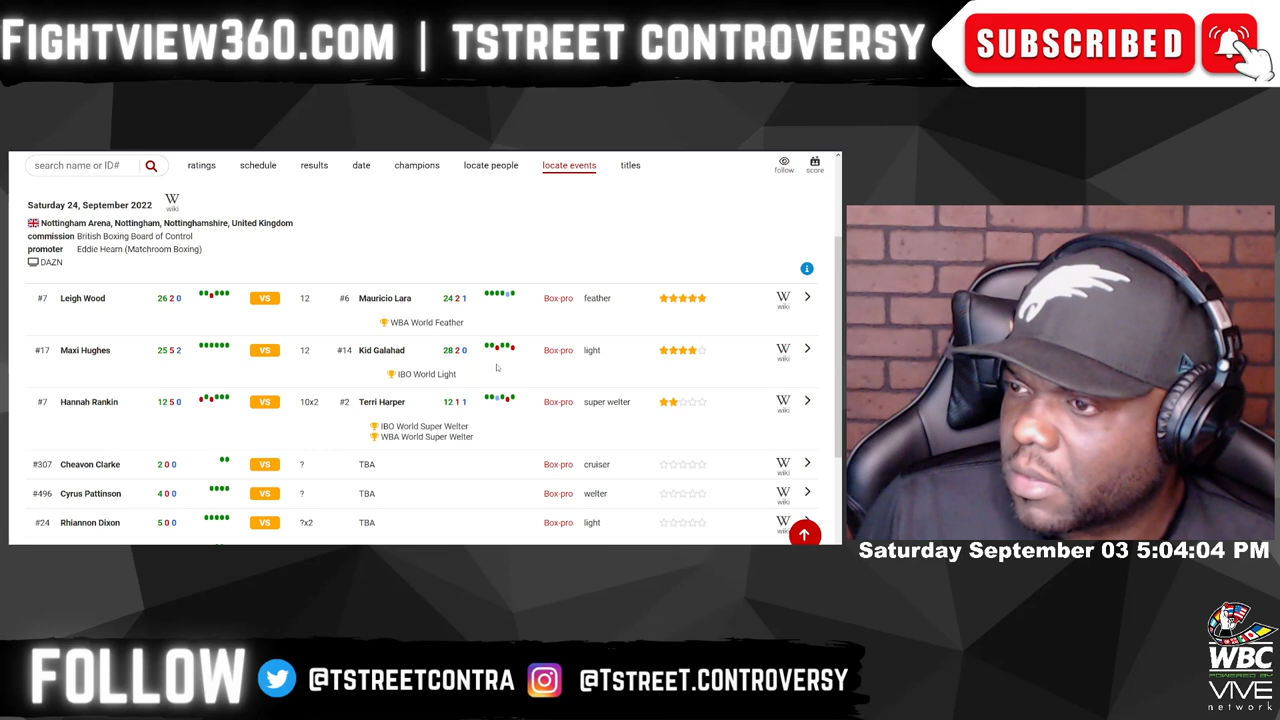 FIGHTVIEW360.COM | TSTREET CONTROVERSY
SUBSCRIBED
search name or ID#
ratings schedule results date champions locate people locate events titles
follow score
Saturday 24, September 2022 W wiki
Nottingham Arena, Nottingham, Nottinghamshire, United Kingdom
commission British Boxing Board of Control
promoter Eddie Hearn (Matchroom Boxing)
DAZN
#7 Leigh Wood 26 2 0 VS 12 #6 Mauricio Lara 24 2 1 Box-pro feather W wiki
WBA World Feather
#17 Maxi Hughes 25 5 2 VS 12 #14 Kid Galahad 28 2 0 Box-pro light W wiki
IBO World Light
#7 Hannah Rankin 12 5 0 VS 10x2 #2 Terri Harper 12 1 1 Box-pro super welter W wiki
IBO World Super Welter
WBA World Super Welter
#307 Cheavon Clarke 2 0 0 VS ? TBA Box-pro cruiser W wiki
#496 Cyrus Pattinson 4 0 0 VS ? TBA Box-pro welter W wiki
#24 Rhiannon Dixon 5 0 0 VS ?x2 TBA Box-pro light W wiki
Saturday September 03 5:04:04 PM
FOLLOW @TSTREETCONTRA @TSTREET.CONTROVERSY
WBC
POWERED BY
VIVE
network